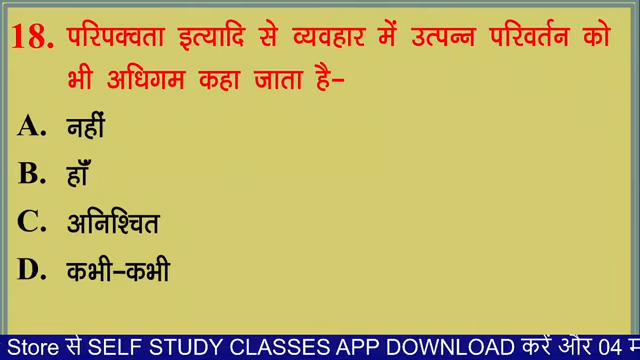 18. परिपक्वता इत्यादि से व्यवहार में उत्पन्न परिवर्तन को
भी अधिगम कहा जाता है-
A. नहीं
B. हाँ
C. अनिश्चित
D. कभी-कभी
Store से SELF STUDY CLASSES APP DOWNLOAD करें और 04